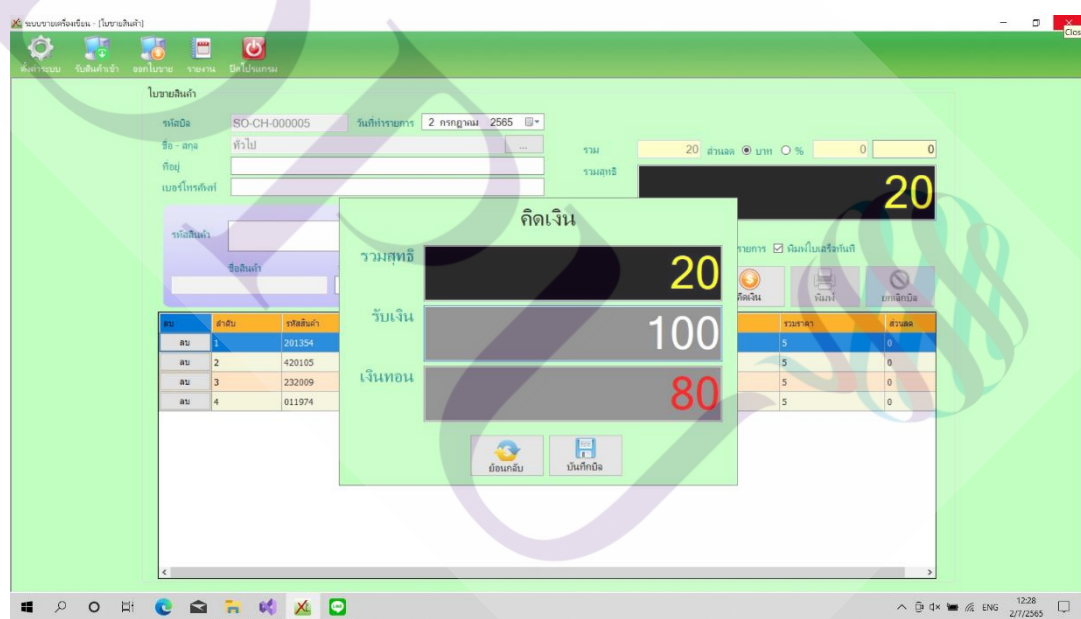 ระบบขายเครื่องเขียน - [ใบขายสินค้า]
Clos
ตั้งค่าระบบ รับสินค้าเข้า ออกใบขาย รายงาน ปิดโปรแกรม
ใบขายสินค้า
รหัสบิล SO-CH-000005 วันที่ทำรายการ 2 กรกฎาคม 2565
ชื่อ - สกุล ทั่วไป ... รวม 20 ส่วนลด บาท % 0 0
ที่อยู่
รวมสุทธิ 20
เบอร์โทรศัพท์
คิดเงิน
รหัสสินค้า
รายการ พิมพ์ใบเสร็จทันที
รวมสุทธิ 20
ชื่อสินค้า
คิดเงิน พิมพ์ ยกเลิกบิล
รับเงิน 100
เงินทอน 80
ลบ ลำดับ รหัสสินค้า รวมราคา ส่วนลด
ลบ 1 201354 5 0
ลบ 2 420105 5 0
ลบ 3 232009 5 0
ลบ 4 011974 5 0
ย้อนกลับ บันทึกบิล
ENG 12:28
2/7/2565